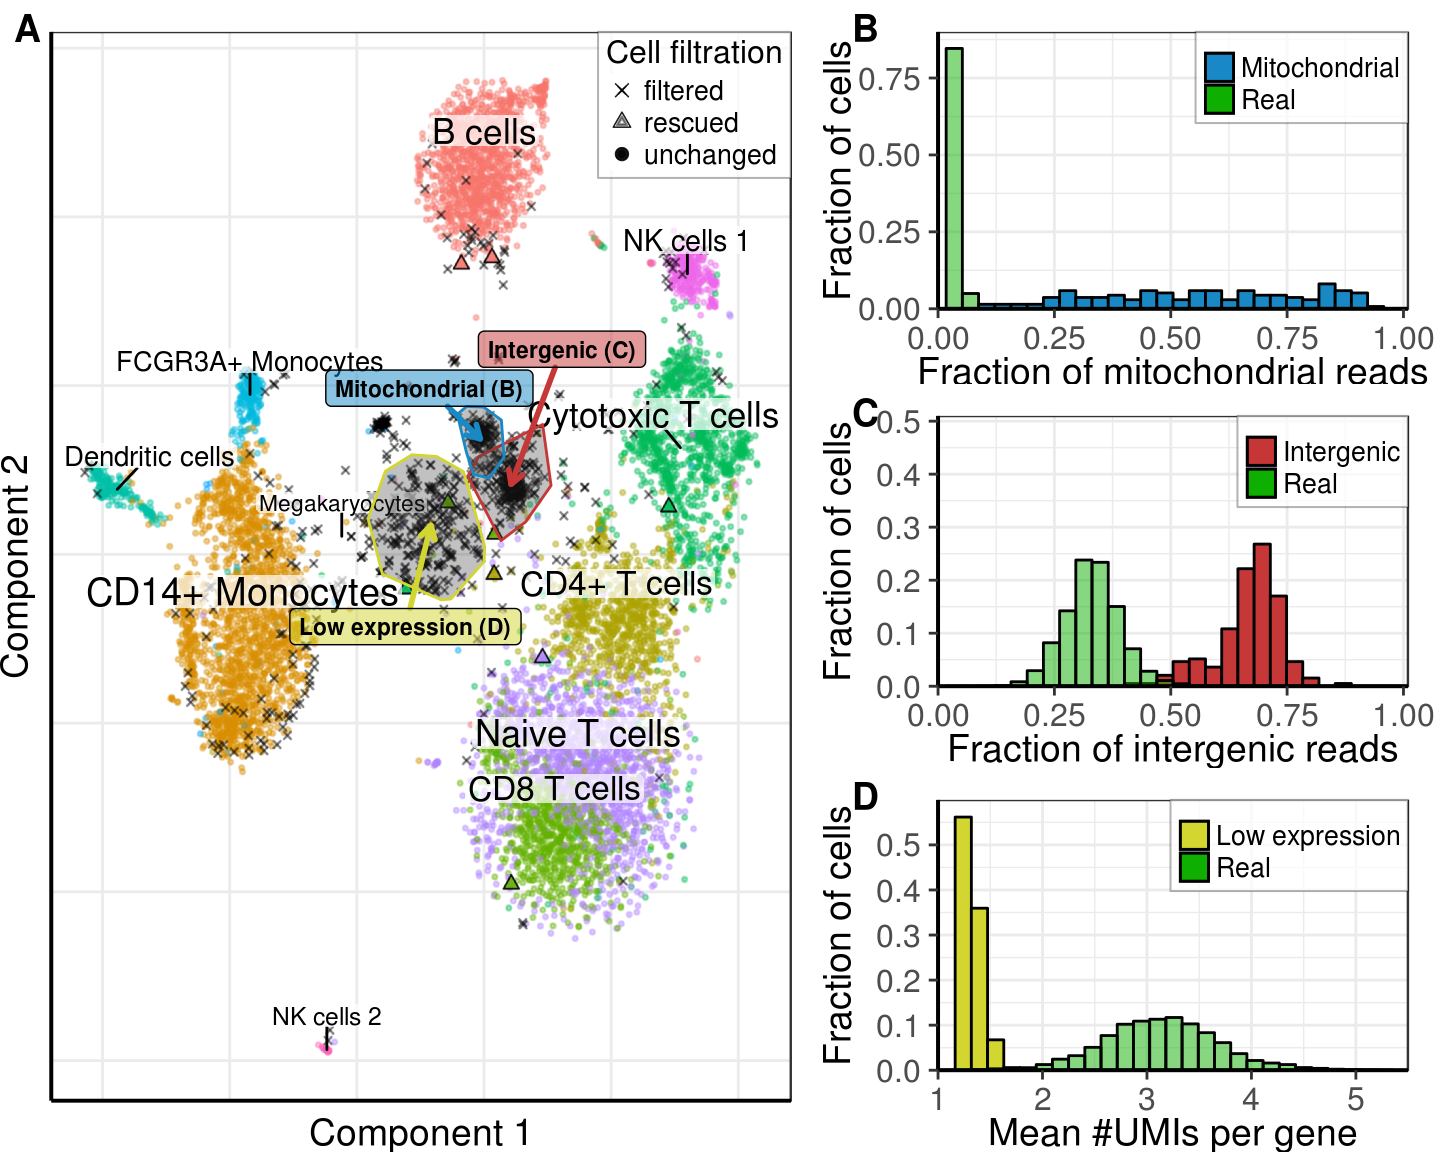 A
Cell filtration
filtered
rescued
unchanged
B cells
NK cells 1
Intergenic (C)
FCGR3A+ Monocytes
Mitochondrial (B)
Cytotoxic T cells
Dendritic cells
Megakaryocytes
CD14+ Monocytes
CD4+ T cells
Low expression (D)
Naive T cells
CD8 T cells
NK cells 2
Component 2
Component 1
B
Mitochondrial
Real
Fraction of cells
0.75
0.50
0.25
0.00
0.00 0.25 0.50 0.75 1.00
Fraction of mitochondrial reads
C
Intergenic
Real
Fraction of cells
0.5
0.4
0.3
0.2
0.1
0.0
0.00 0.25 0.50 0.75 1.00
Fraction of intergenic reads
D
Low expression
Real
Fraction of cells
0.5
0.4
0.3
0.2
0.1
0.0
1 2 3 4 5
Mean #UMIs per gene